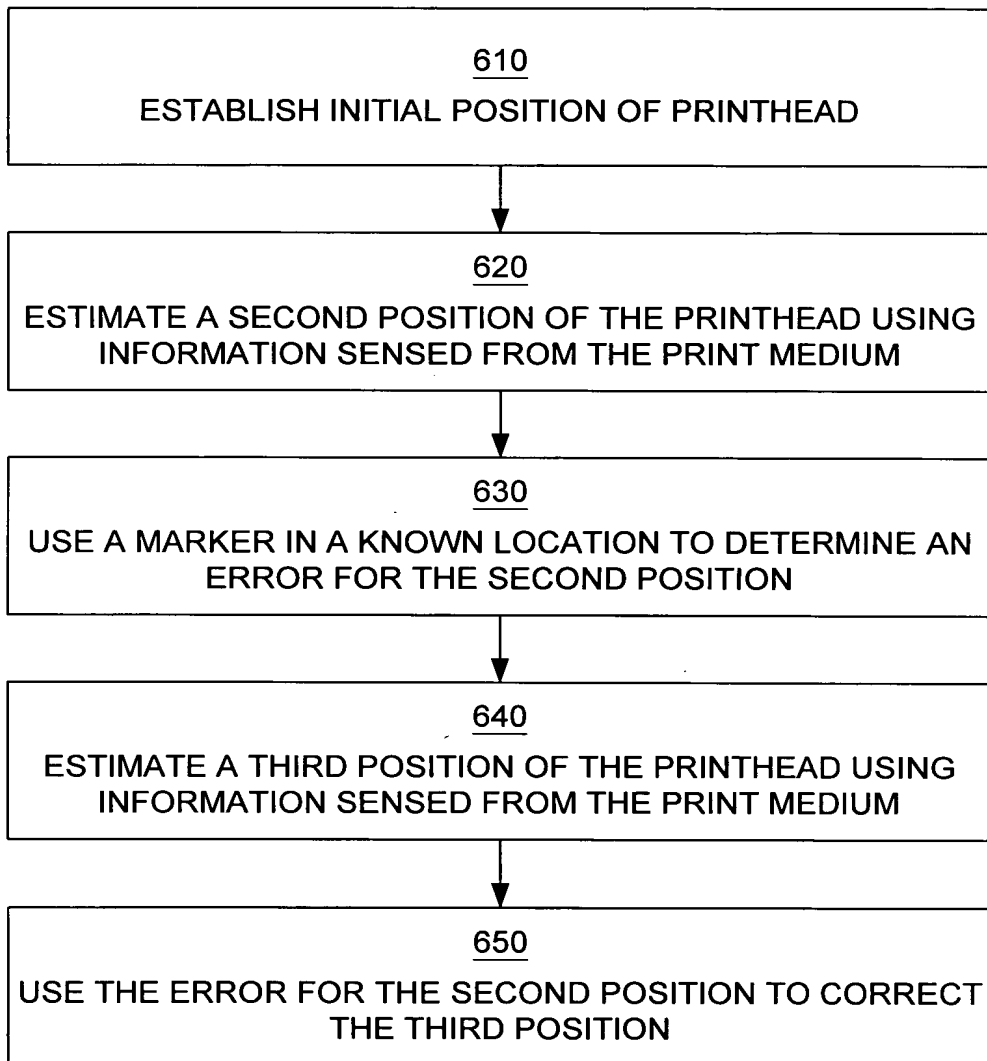 610
ESTABLISH INITIAL POSITION OF PRINTHEAD
620
ESTIMATE A SECOND POSITION OF THE PRINTHEAD USING
INFORMATION SENSED FROM THE PRINT MEDIUM
630
USE A MARKER IN A KNOWN LOCATION TO DETERMINE AN
ERROR FOR THE SECOND POSITION
640
ESTIMATE A THIRD POSITION OF THE PRINTHEAD USING
INFORMATION SENSED FROM THE PRINT MEDIUM
650
USE THE ERROR FOR THE SECOND POSITION TO CORRECT
THE THIRD POSITION